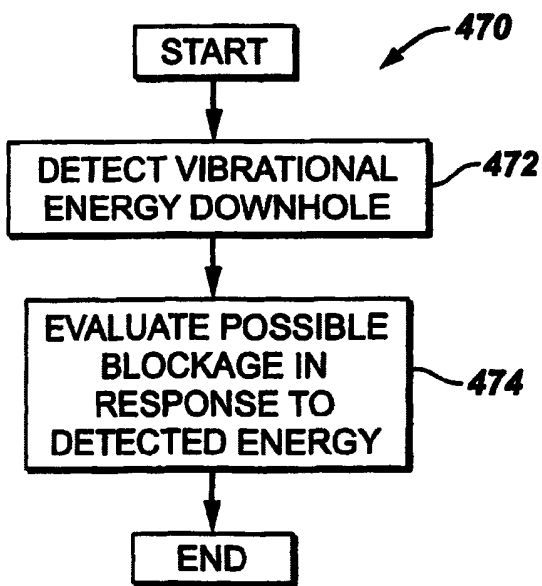 START
470
DETECT VIBRATIONAL
ENERGY DOWNHOLE
472
EVALUATE POSSIBLE
BLOCKAGE IN
RESPONSE TO
DETECTED ENERGY
474
END